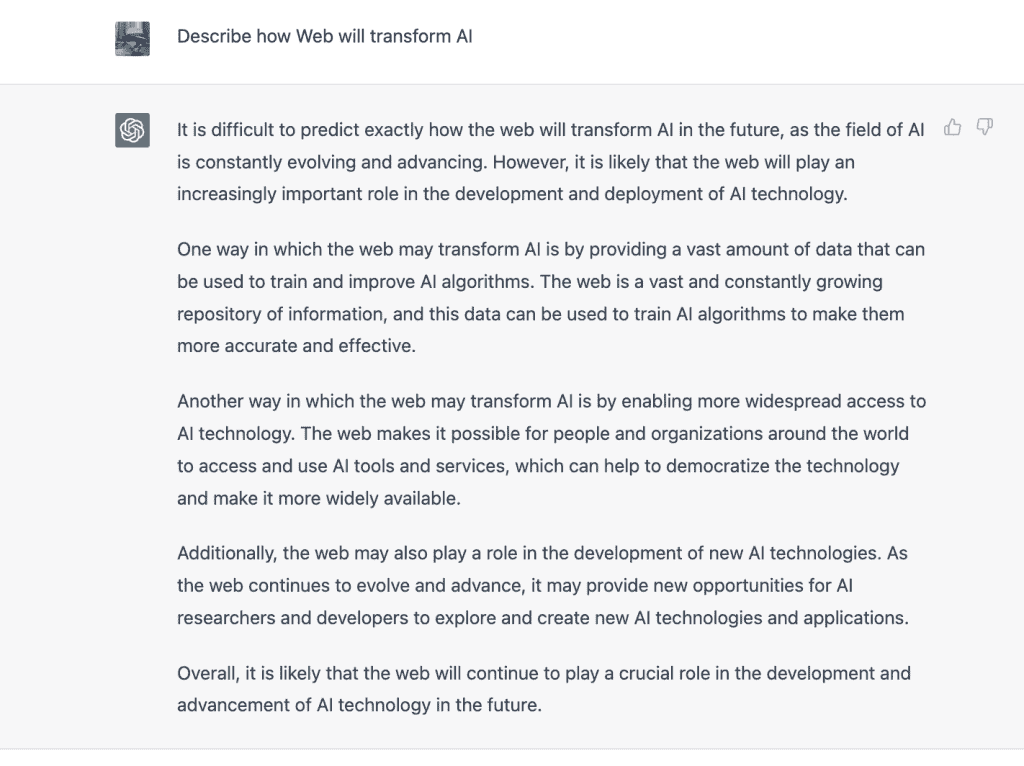 Describe how Web will transform AI
It is difficult to predict exactly how the web will transform AI in the future, as the field of AI
is constantly evolving and advancing. However, it is likely that the web will play an
increasingly important role in the development and deployment of AI technology.
One way in which the web may transform AI is by providing a vast amount of data that can
be used to train and improve AI algorithms. The web is a vast and constantly growing
repository of information, and this data can be used to train AI algorithms to make them
more accurate and effective.
Another way in which the web may transform AI is by enabling more widespread access to
AI technology. The web makes it possible for people and organizations around the world
to access and use AI tools and services, which can help to democratize the technology
and make it more widely available.
Additionally, the web may also play a role in the development of new AI technologies. As
the web continues to evolve and advance, it may provide new opportunities for AI
researchers and developers to explore and create new AI technologies and applications.
Overall, it is likely that the web will continue to play a crucial role in the development and
advancement of AI technology in the future.